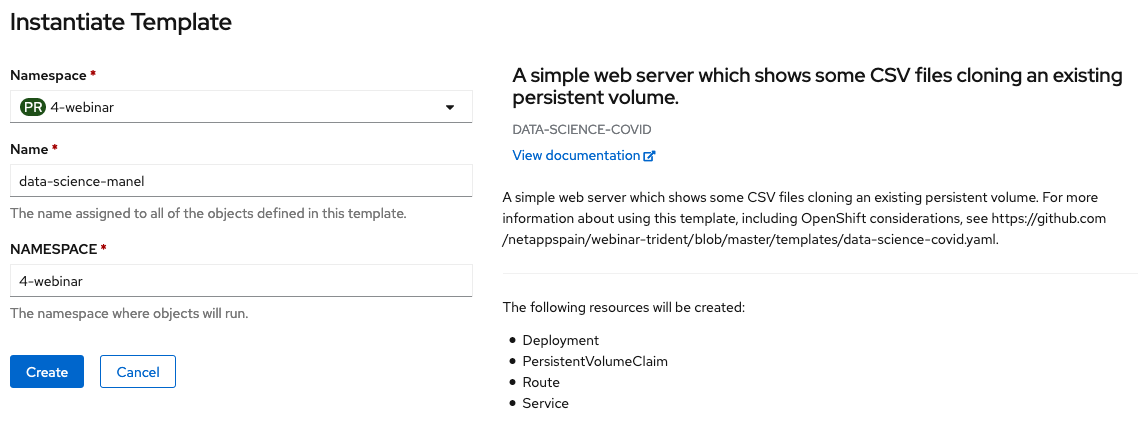 Instantiate Template
Namespace *
PR 4-webinar
Name *
data-science-manel
The name assigned to all of the objects defined in this template.
NAMESPACE *
4-webinar
The namespace where objects will run.
Create Cancel
A simple web server which shows some CSV files cloning an existing
persistent volume.
DATA-SCIENCE-COVID
View documentation
A simple web server which shows some CSV files cloning an existing persistent volume. For more
information about using this template, including OpenShift considerations, see https://github.com
/netappspain/webinar-trident/blob/master/templates/data-science-covid.yaml.
The following resources will be created:
• Deployment
• PersistentVolumeClaim
• Route
• Service